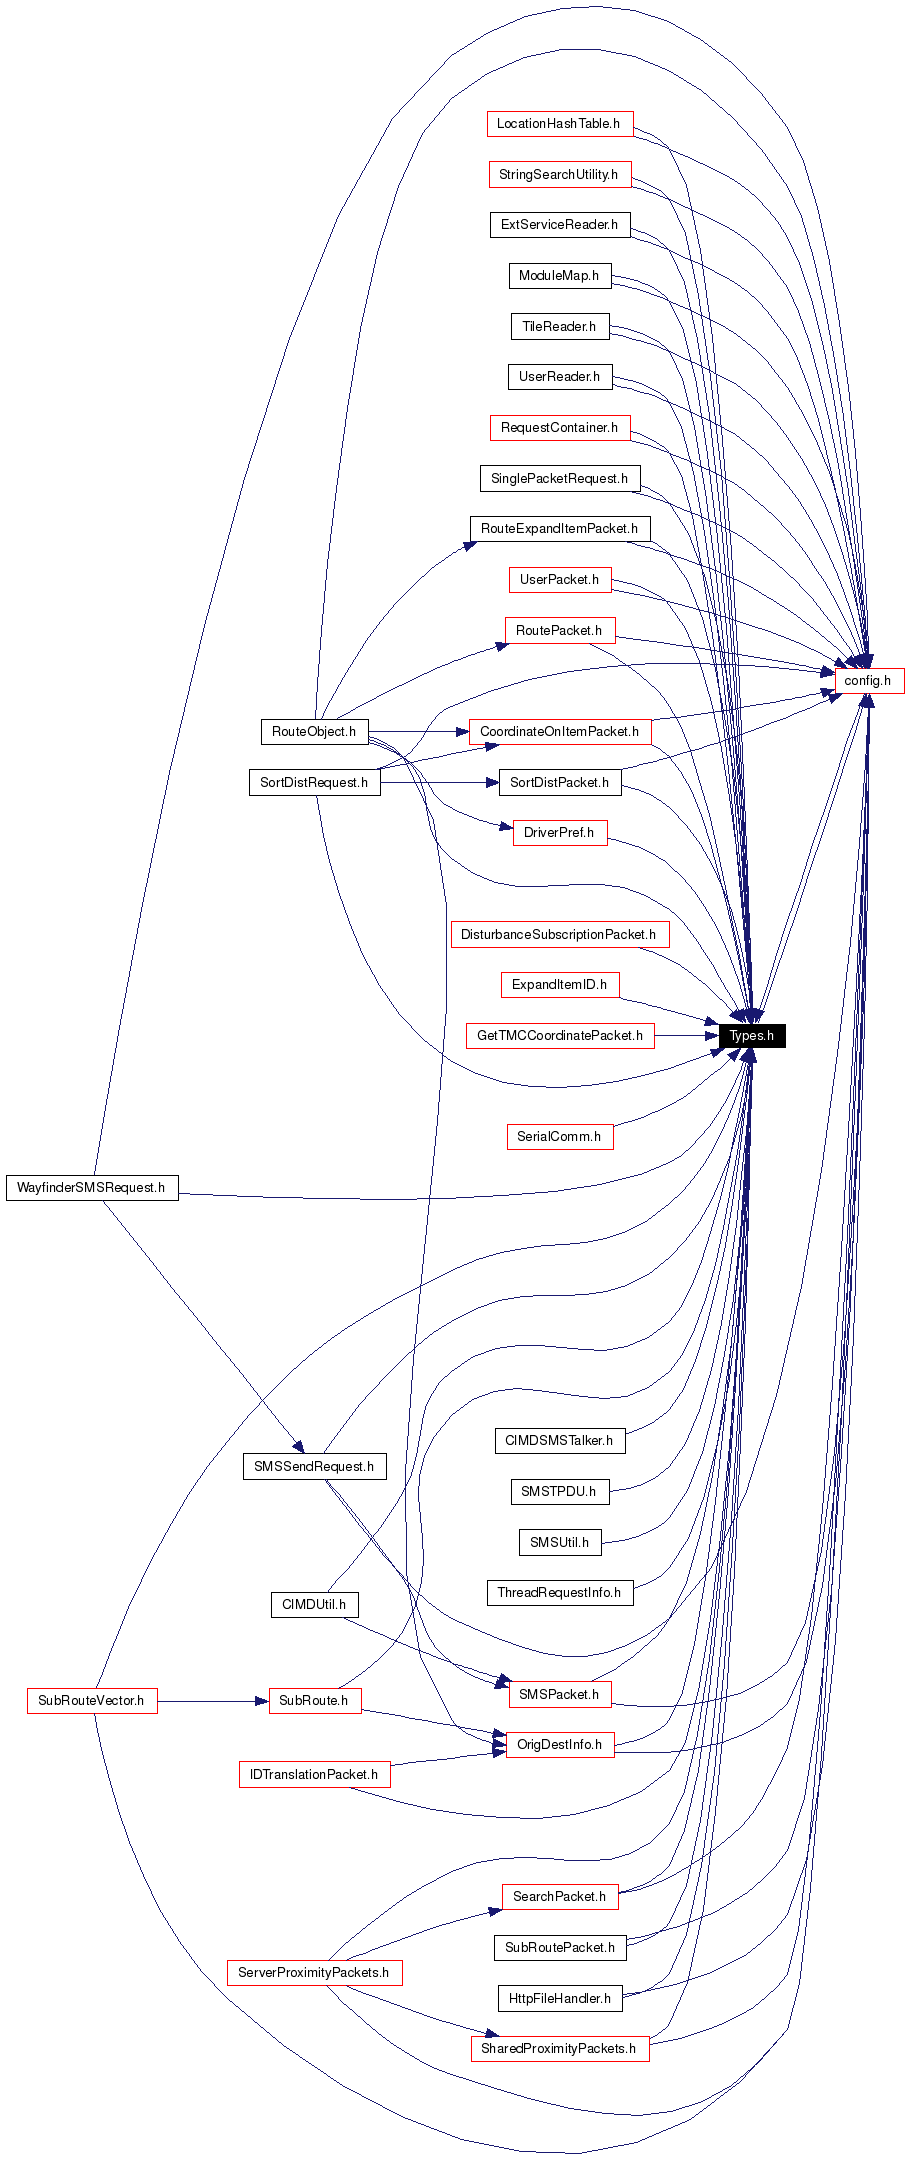 LocationHashTable.h
StringSearchUtility.h
ExtServiceReader.h
ModuleMap.h
TileReader.h
UserReader.h
RequestContainer.h
SinglePacketRequest.h
RouteExpandItemPacket.h
UserPacket.h
RoutePacket.h
config.h
RouteObject.h
CoordinateOnItemPacket.h
SortDistRequest.h
SortDistPacket.h
DriverPref.h
DisturbanceSubscriptionPacket.h
ExpandItemID.h
GetTMCCoordinatePacket.h
Types.h
SerialComm.h
WayfinderSMSRequest.h
CIMDSMSTalker.h
SMSSendRequest.h
SMSTPDU.h
SMSUtil.h
ThreadRequestInfo.h
CIMDUtil.h
SMSPacket.h
SubRouteVector.h
SubRoute.h
OrigDestInfo.h
IDTranslationPacket.h
SearchPacket.h
SubRoutePacket.h
ServerProximityPackets.h
HttpFileHandler.h
SharedProximityPackets.h